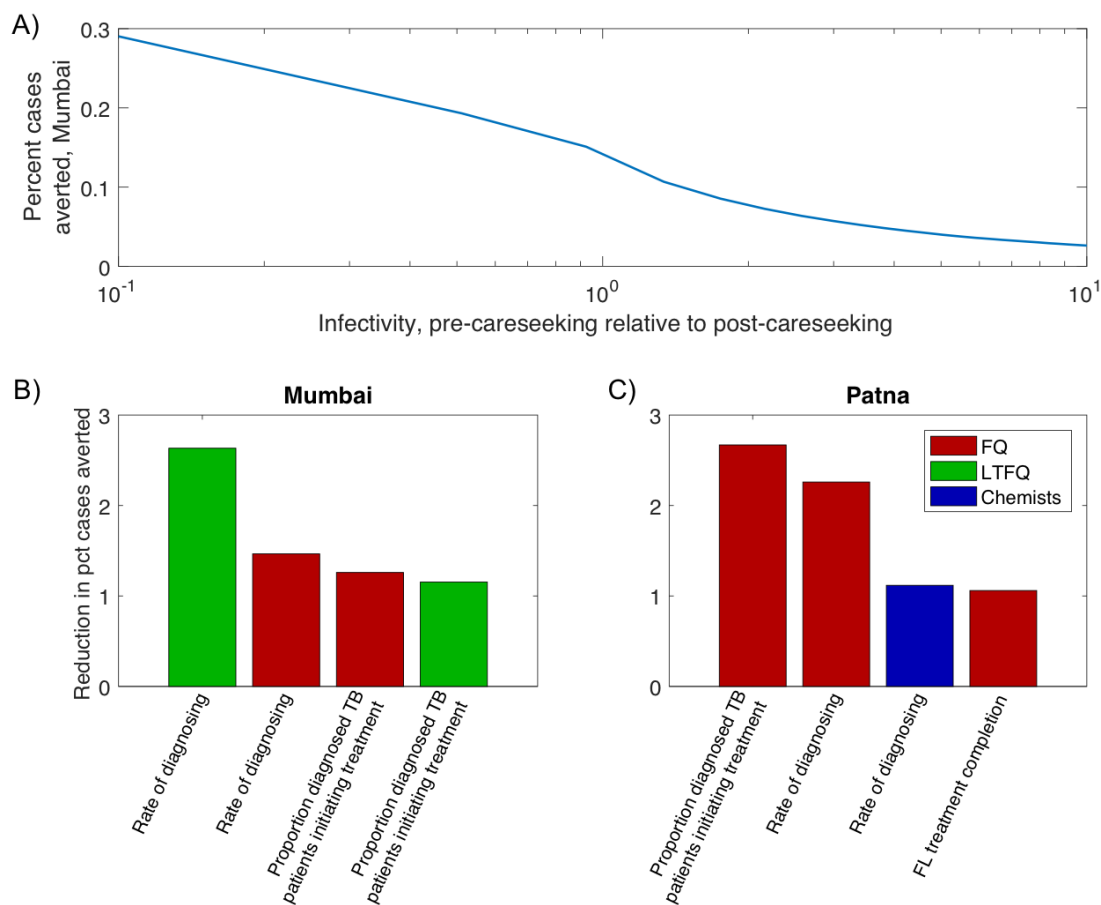 A)
Percent cases
averted, Mumbai
0.3
0.2
0.1
0
10^-1
10^0
10^1
Infectivity, pre-careseeking relative to post-careseeking
B)
Mumbai
Reduction in pct cases averted
3
2
1
0
Rate of diagnosing
Rate of diagnosing
Proportion diagnosed TB
patients initiating treatment
Proportion diagnosed TB
patients initiating treatment
C)
Patna
3
2
1
0
FQ
LTFQ
Chemists
Proportion diagnosed TB
patients initiating treatment
Rate of diagnosing
Rate of diagnosing
FL treatment completion